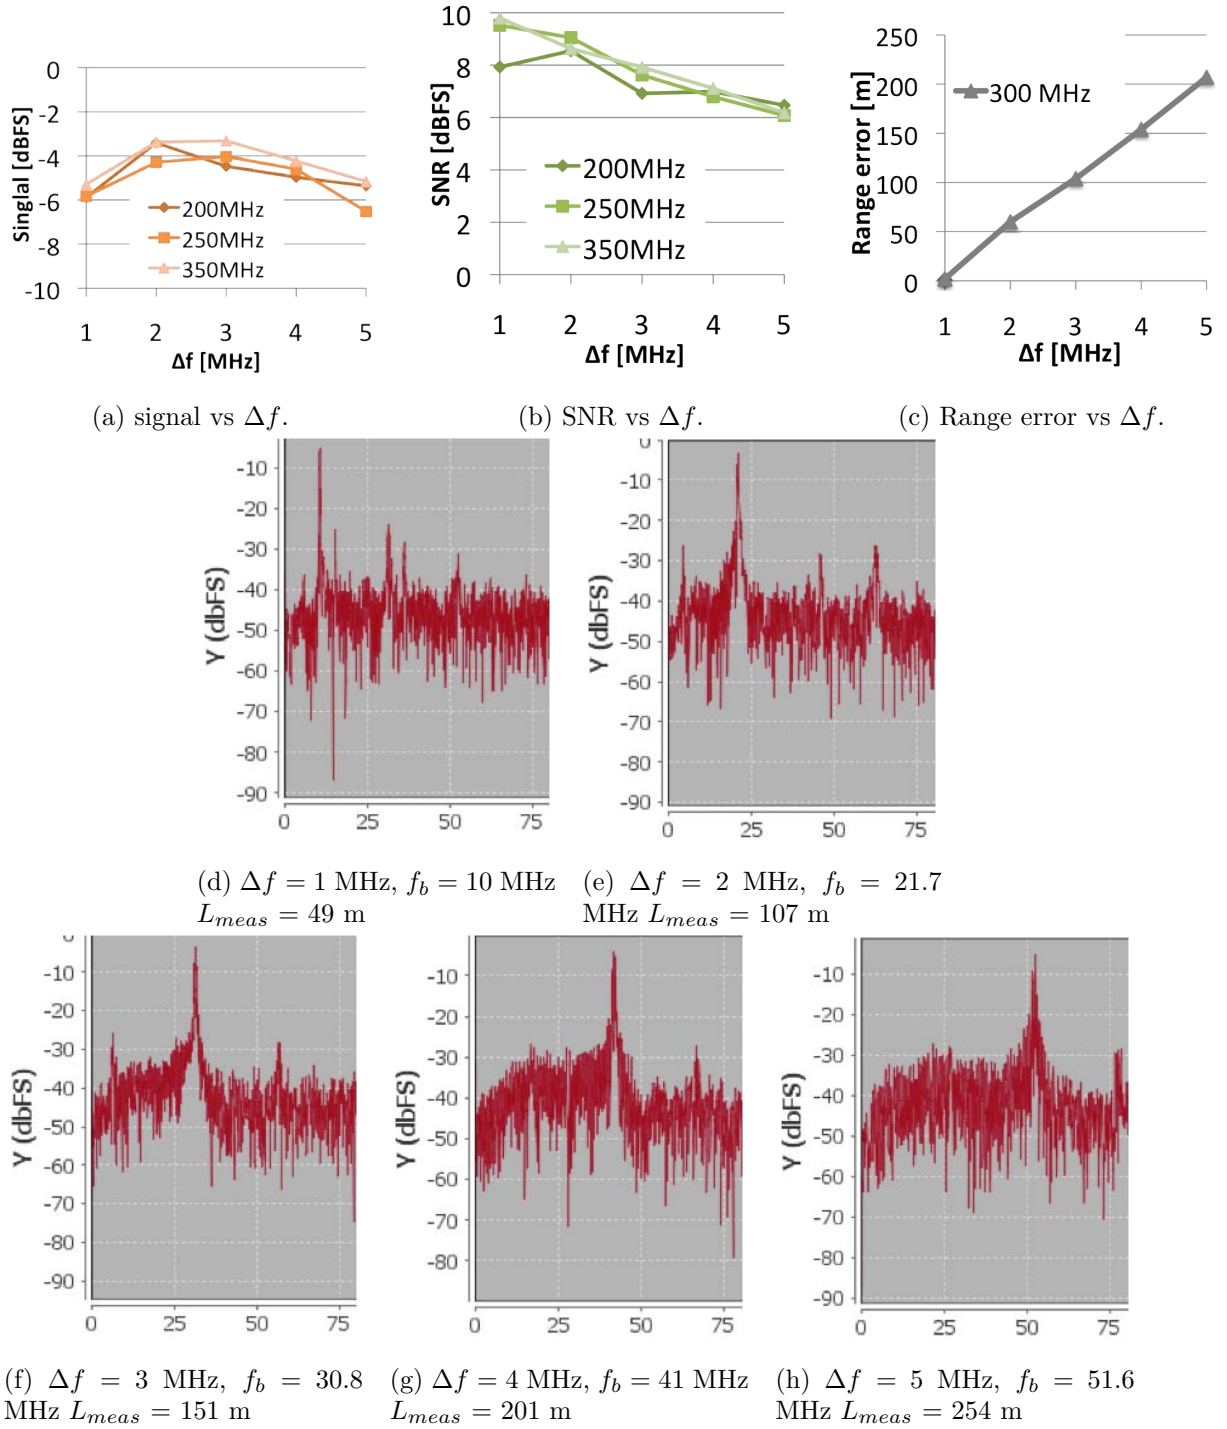 0
-2
-4
-6
-8
-10
Singlal [dBFS]
200MHz
250MHz
350MHz
1 2 3 4 5
Δf [MHz]
10
8
6
4
2
0
SNR [dBFS]
200MHz
250MHz
350MHz
1 2 3 4 5
Δf [MHz]
250
200
150
100
50
0
Range error [m]
300 MHz
1 2 3 4 5
Δf [MHz]
(a) signal vs Δf.
(b) SNR vs Δf.
(c) Range error vs Δf.
-10
-20
-30
-40
-50
-60
-70
-80
-90
Y (dbFS)
0 25 50 75
0
-10
-20
-30
-40
-50
-60
-70
-80
-90
Y (dbFS)
0 25 50 75
(d) Δf = 1 MHz, f_b = 10 MHz
L_meas = 49 m
(e) Δf = 2 MHz, f_b = 21.7
MHz L_meas = 107 m
0
-10
-20
-30
-40
-50
-60
-70
-80
-90
Y (dbFS)
0 25 50 75
-10
-20
-30
-40
-50
-60
-70
-80
Y (dbFS)
0 25 50 75
-10
-20
-30
-40
-50
-60
-70
-80
-90
Y (dbFS)
0 25 50 75
(f) Δf = 3 MHz, f_b = 30.8
MHz L_meas = 151 m
(g) Δf = 4 MHz, f_b = 41 MHz
L_meas = 201 m
(h) Δf = 5 MHz, f_b = 51.6
MHz L_meas = 254 m